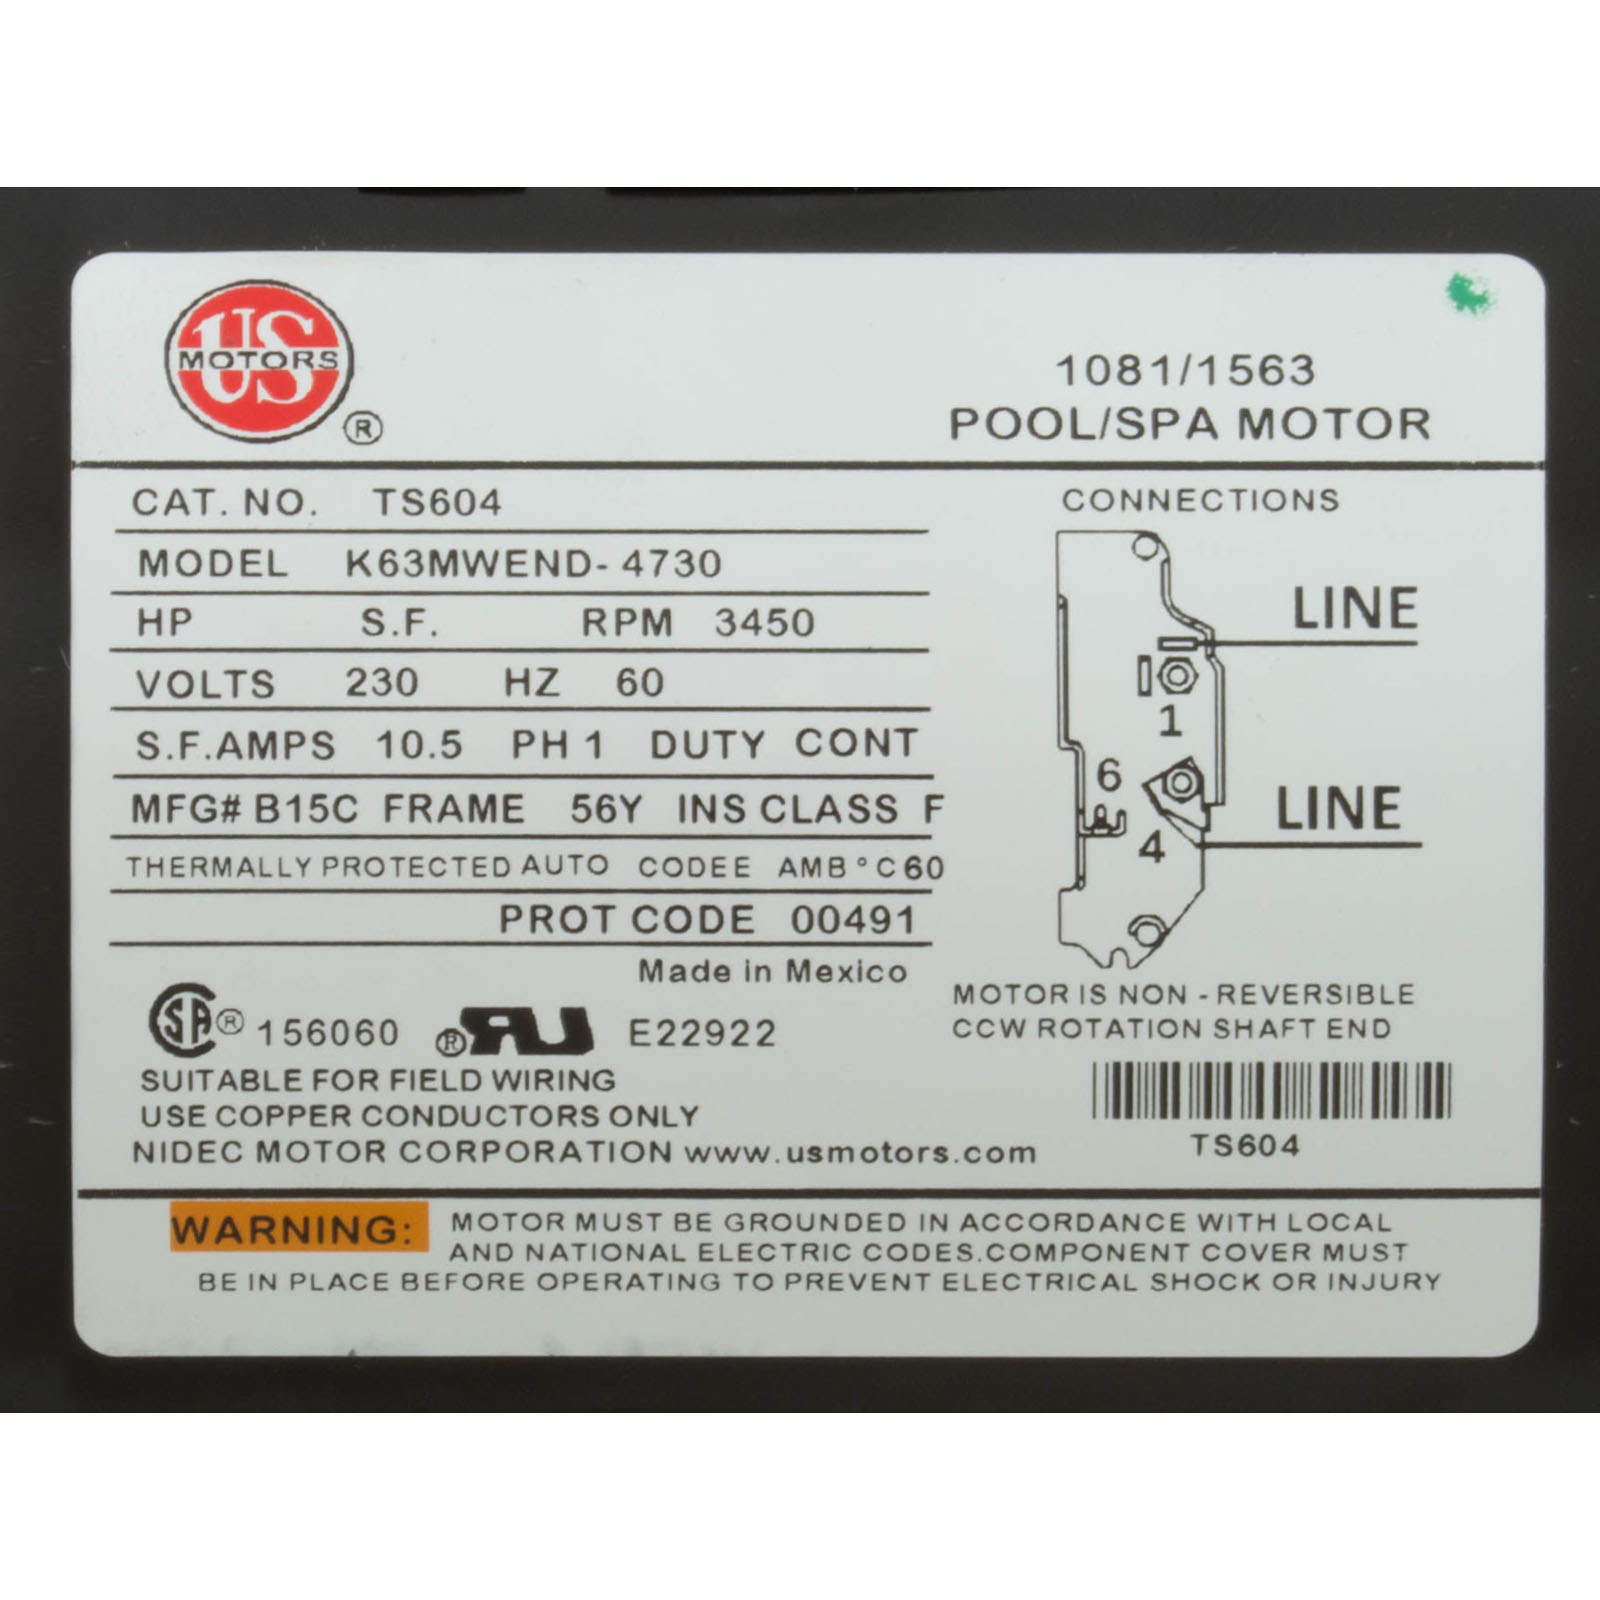 US
MOTORS
®
1081/1563
POOL/SPA MOTOR
CAT. NO. TS604
MODEL K63MWEND-4730
HP S.F. RPM 3450
VOLTS 230 HZ 60
S.F.AMPS 10.5 PH 1 DUTY CONT
MFG# B15C FRAME 56Y INS CLASS F
THERMALLY PROTECTED AUTO CODE E AMB °C 60
PROT CODE 00491
Made in Mexico
SA ® 156060 ® RU E22922
SUITABLE FOR FIELD WIRING
USE COPPER CONDUCTORS ONLY
NIDEC MOTOR CORPORATION www.usmotors.com
CONNECTIONS
LINE
1
6
LINE
4
MOTOR IS NON - REVERSIBLE
CCW ROTATION SHAFT END
TS604
WARNING: MOTOR MUST BE GROUNDED IN ACCORDANCE WITH LOCAL
AND NATIONAL ELECTRIC CODES.COMPONENT COVER MUST
BE IN PLACE BEFORE OPERATING TO PREVENT ELECTRICAL SHOCK OR INJURY